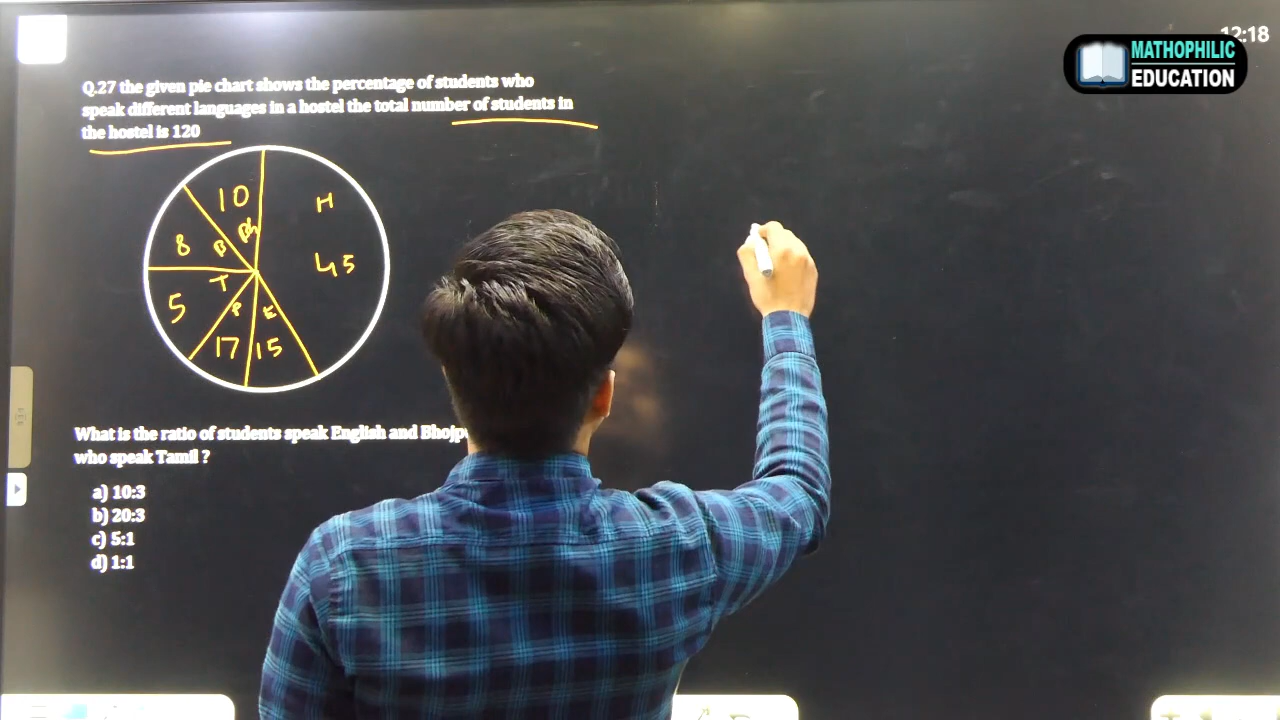 12:18
MATHOPHILIC
EDUCATION
Q.27 the given pie chart shows the percentage of students who
speak different languages in a hostel the total number of students in
the hostel is 120
10
H
8
B
Bh
45
T
5
P
E
17
15
What is the ratio of students speak English and
who speak Tamil ?
a) 10:3
b) 20:3
c) 5:1
d) 1:1